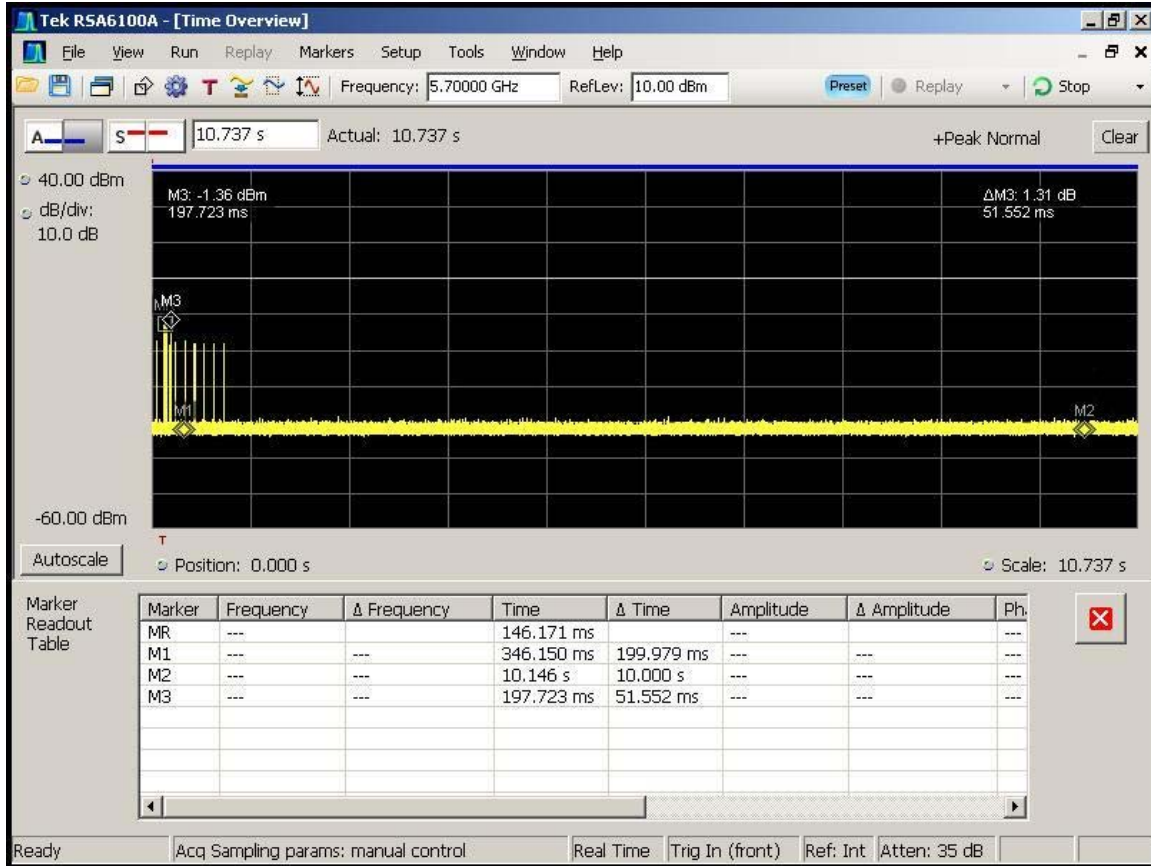 Tek RSA6100A - [Time Overview]
File View Run Replay Markers Setup Tools Window Help
T Frequency: 5.70000 GHz RefLev: 10.00 dBm Preset Replay Stop
A S 10.737 s Actual: 10.737 s +Peak Normal Clear
40.00 dBm
dB/div:
10.0 dB
M3: -1.36 dBm
197.723 ms
ΔM3: 1.31 dB
51.552 ms
M3
M1
M2
-60.00 dBm
T
Autoscale Position: 0.000 s Scale: 10.737 s
Marker
Readout
Table
Marker Frequency Δ Frequency Time Δ Time Amplitude Δ Amplitude
MR --- 146.171 ms --- ---
M1 --- --- 346.150 ms 199.979 ms --- --- ---
M2 --- --- 10.146 s 10.000 s --- --- ---
M3 --- --- 197.723 ms 51.552 ms --- --- ---
Ready Acq Sampling params: manual control Real Time Trig In (front) Ref: Int Atten: 35 dB